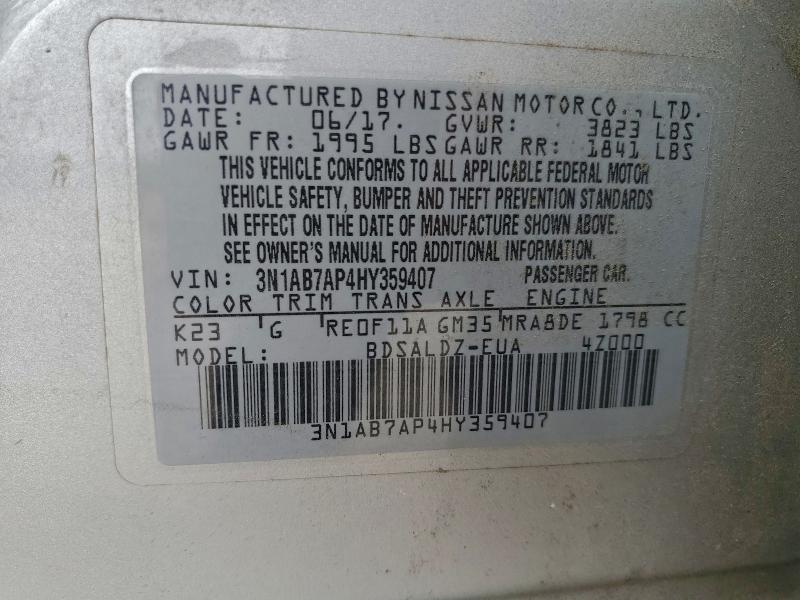 MANUFACTURED BY NISSAN MOTOR CO., LTD.
DATE: 06/17. GVWR: 3823 LBS
GAWR FR: 1995 LBS GAWR RR: 1841 LBS
THIS VEHICLE CONFORMS TO ALL APPLICABLE FEDERAL MOTOR
VEHICLE SAFETY, BUMPER AND THEFT PREVENTION STANDARDS
IN EFFECT ON THE DATE OF MANUFACTURE SHOWN ABOVE.
SEE OWNER'S MANUAL FOR ADDITIONAL INFORMATION.
VIN: 3N1AB7AP4HY359407 PASSENGER CAR.
COLOR TRIM TRANS AXLE ENGINE
K23 G RE0F11A GM35 MRA8DE 1798 CC
MODEL: BDSALDZ-EUA 4Z000
3N1AB7AP4HY359407